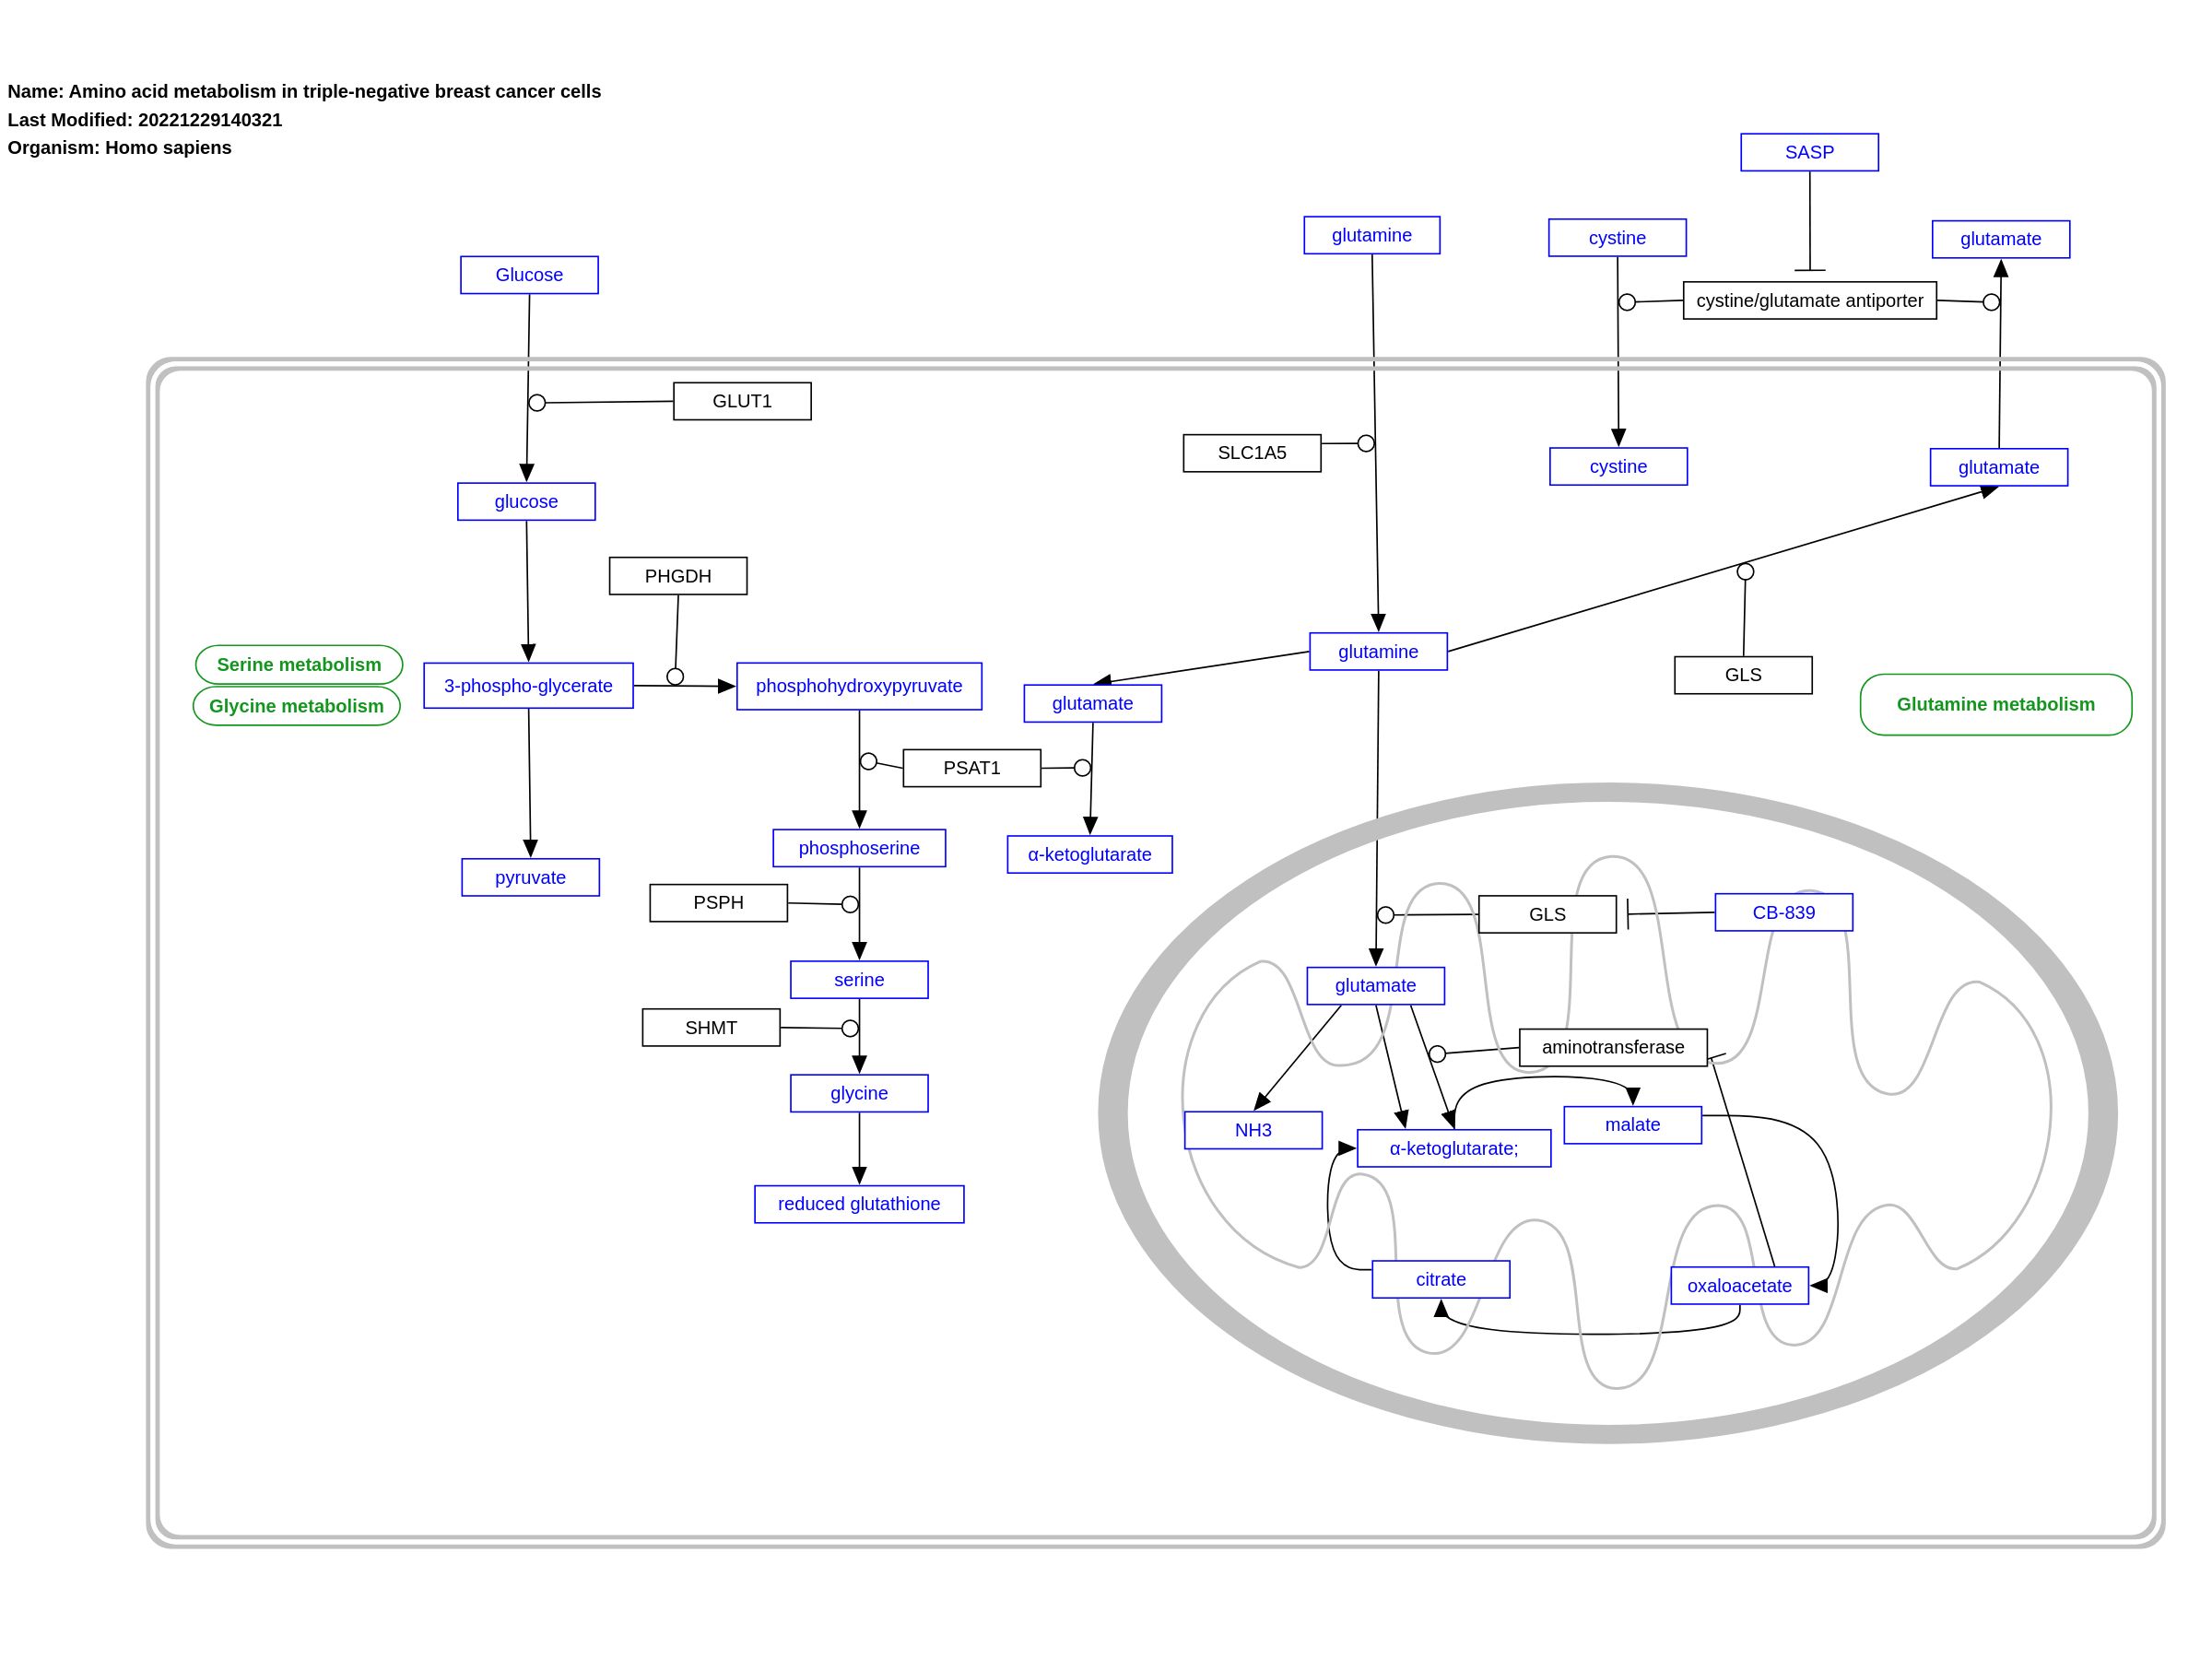 Name: Amino acid metabolism in triple-negative breast cancer cells
Last Modified: 20221229140321
Organism: Homo sapiens
SASP
glutamine
cystine
glutamate
Glucose
cystine/glutamate antiporter
GLUT1
SLC1A5
cystine
glutamate
glucose
PHGDH
glutamine
Serine metabolism
Glycine metabolism
3-phospho-glycerate
phosphohydroxypyruvate
glutamate
GLS
Glutamine metabolism
PSAT1
phosphoserine
α-ketoglutarate
pyruvate
PSPH
GLS
CB-839
serine
glutamate
SHMT
aminotransferase
glycine
NH3
α-ketoglutarate;
malate
reduced glutathione
citrate
oxaloacetate